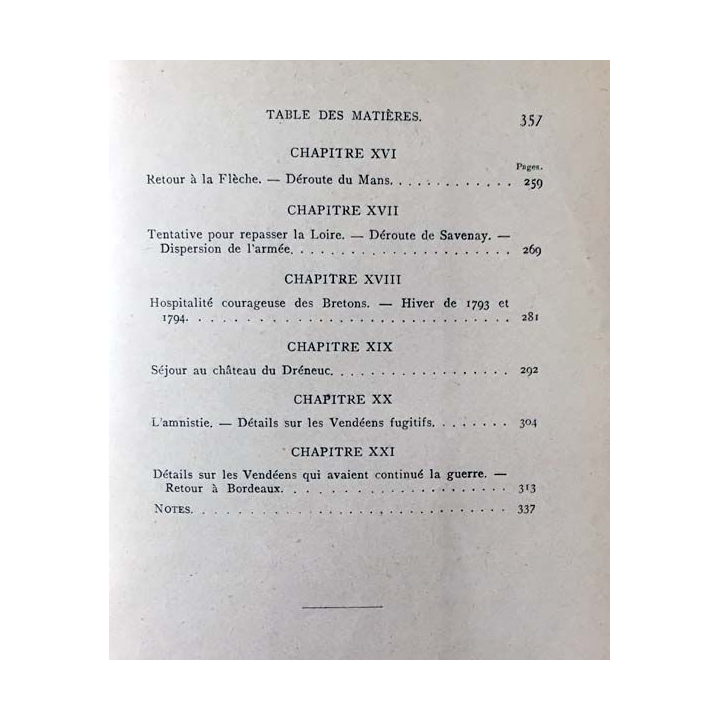 TABLE DES MATIÈRES. 357
CHAPITRE XVI
Pages.
Retour à la Flèche. — Déroute du Mans. . . . . . . . . . . . 259
CHAPITRE XVII
Tentative pour repasser la Loire. — Déroute de Savenay. —
Dispersion de l'armée. . . . . . . . . . . . . . . . . . . . . . 269
CHAPITRE XVIII
Hospitalité courageuse des Bretons. — Hiver de 1793 et
1794. . . . . . . . . . . . . . . . . . . . . . . . . . . . . 281
CHAPITRE XIX
Séjour au château du Dréneuc. . . . . . . . . . . . . . . . . . 292
CHAPITRE XX
L'amnistie. — Détails sur les Vendéens fugitifs. . . . . . . . 304
CHAPITRE XXI
Détails sur les Vendéens qui avaient continué la guerre. —
Retour à Bordeaux. . . . . . . . . . . . . . . . . . . . . 313
NOTES. . . . . . . . . . . . . . . . . . . . . . . . . . . . . 337